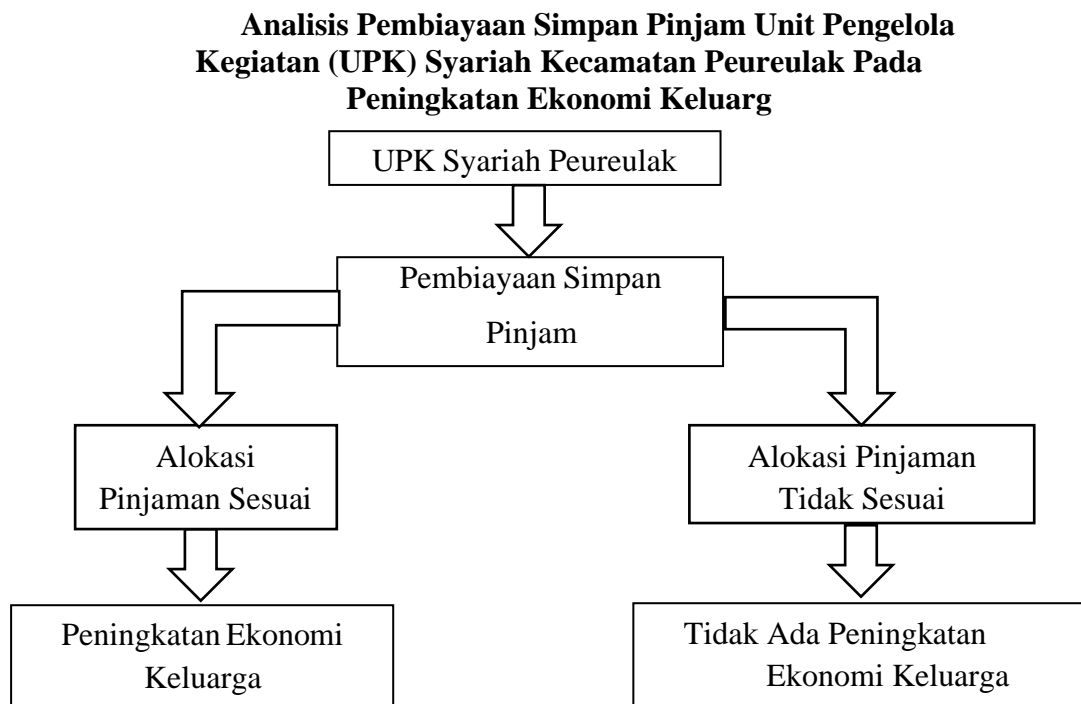 Analisis Pembiayaan Simpan Pinjam Unit Pengelola
Kegiatan (UPK) Syariah Kecamatan Peureulak Pada
Peningkatan Ekonomi Keluarg
UPK Syariah Peureulak
Pembiayaan Simpan
Pinjam
Alokasi
Pinjaman Sesuai
Alokasi Pinjaman
Tidak Sesuai
Peningkatan Ekonomi
Keluarga
Tidak Ada Peningkatan
Ekonomi Keluarga